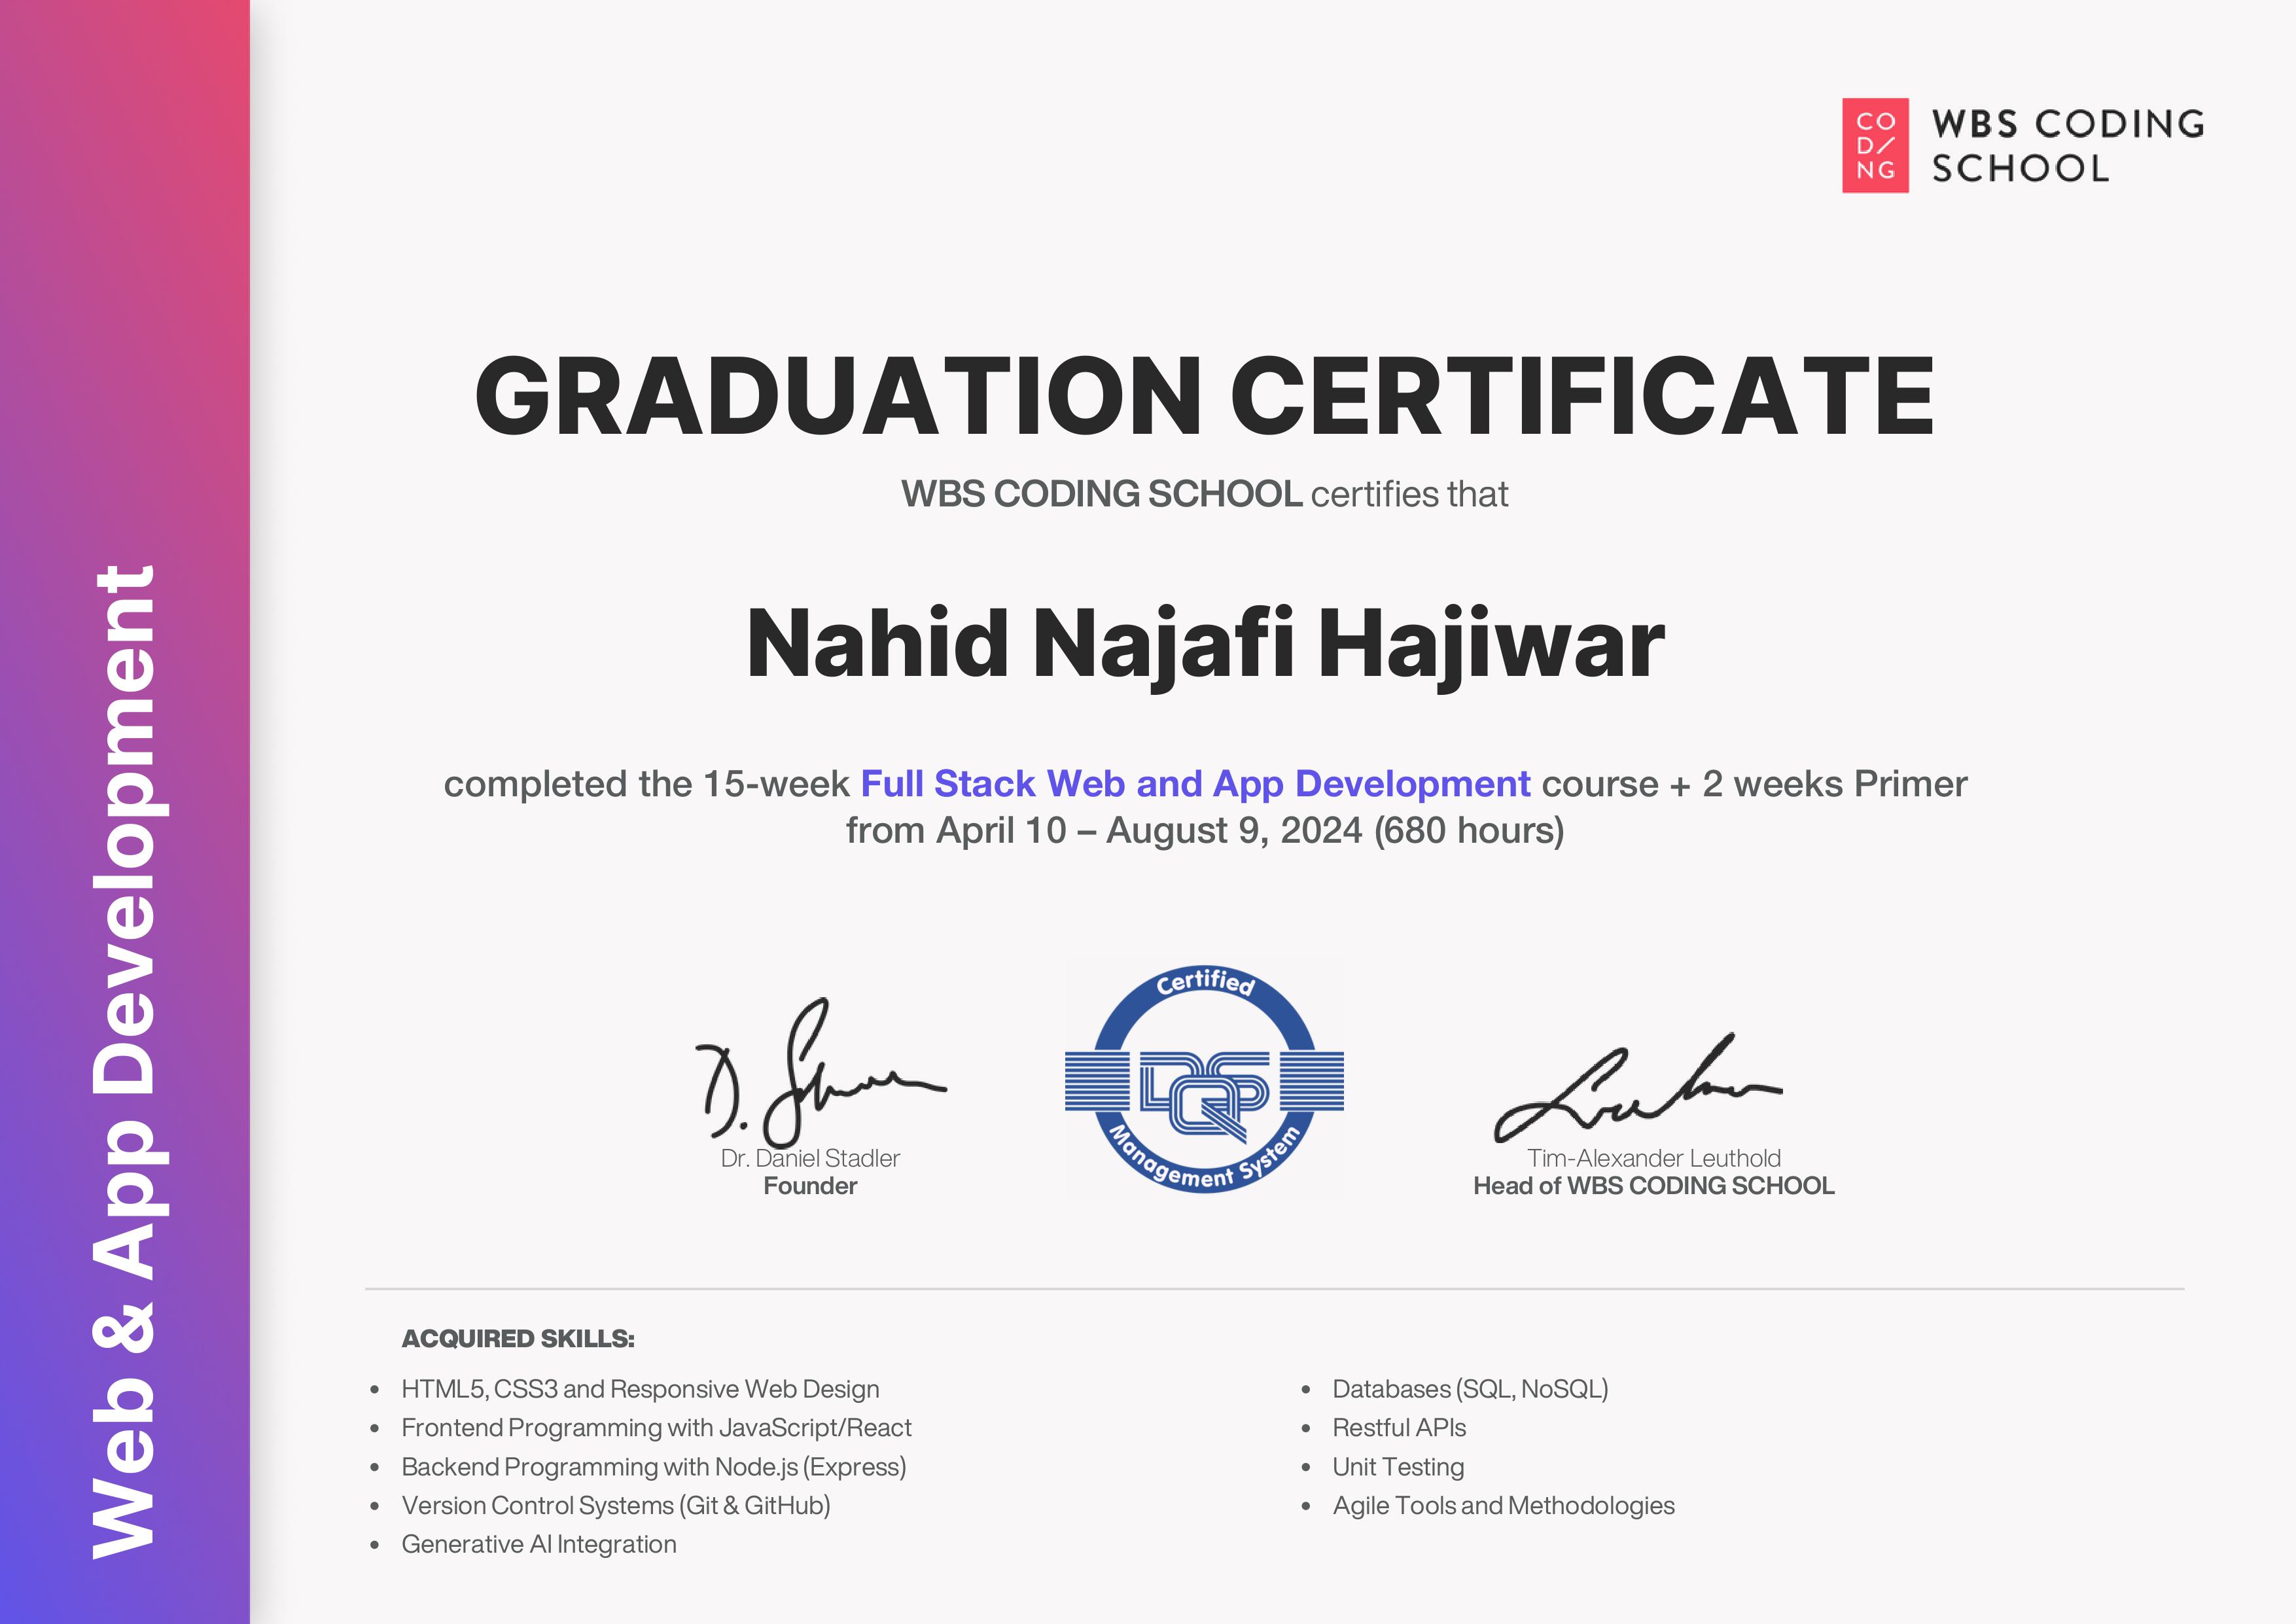 CO
D/
NG
WBS CODING
SCHOOL
GRADUATION CERTIFICATE
WBS CODING SCHOOL certifies that
Nahid Najafi Hajiwar
completed the 15-week Full Stack Web and App Development course + 2 weeks Primer
from April 10 – August 9, 2024 (680 hours)
Certified
DQS
Management System
Dr. Daniel Stadler
Founder
Tim-Alexander Leuthold
Head of WBS CODING SCHOOL
Web & App Development
ACQUIRED SKILLS:
• HTML5, CSS3 and Responsive Web Design
• Frontend Programming with JavaScript/React
• Backend Programming with Node.js (Express)
• Version Control Systems (Git & GitHub)
• Generative AI Integration
• Databases (SQL, NoSQL)
• Restful APIs
• Unit Testing
• Agile Tools and Methodologies